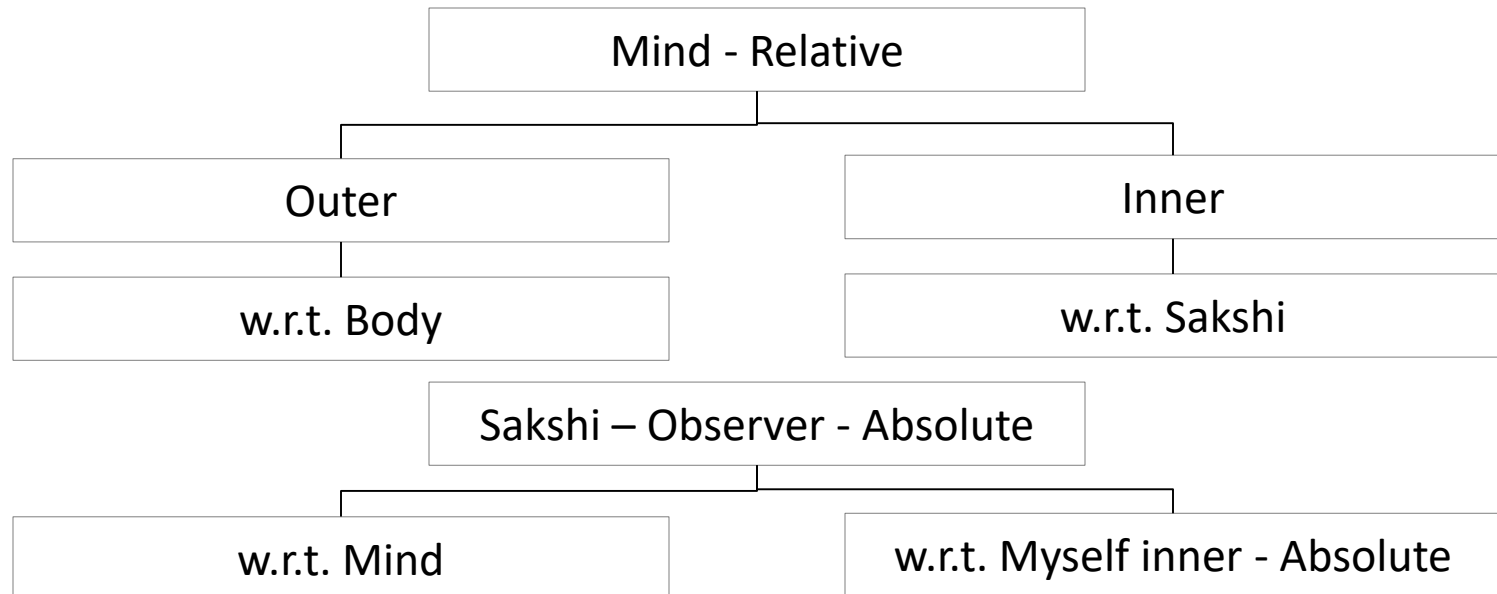 Mind - Relative
Outer
Inner
w.r.t. Body
w.r.t. Sakshi
Sakshi – Observer - Absolute
w.r.t. Mind
w.r.t. Myself inner - Absolute